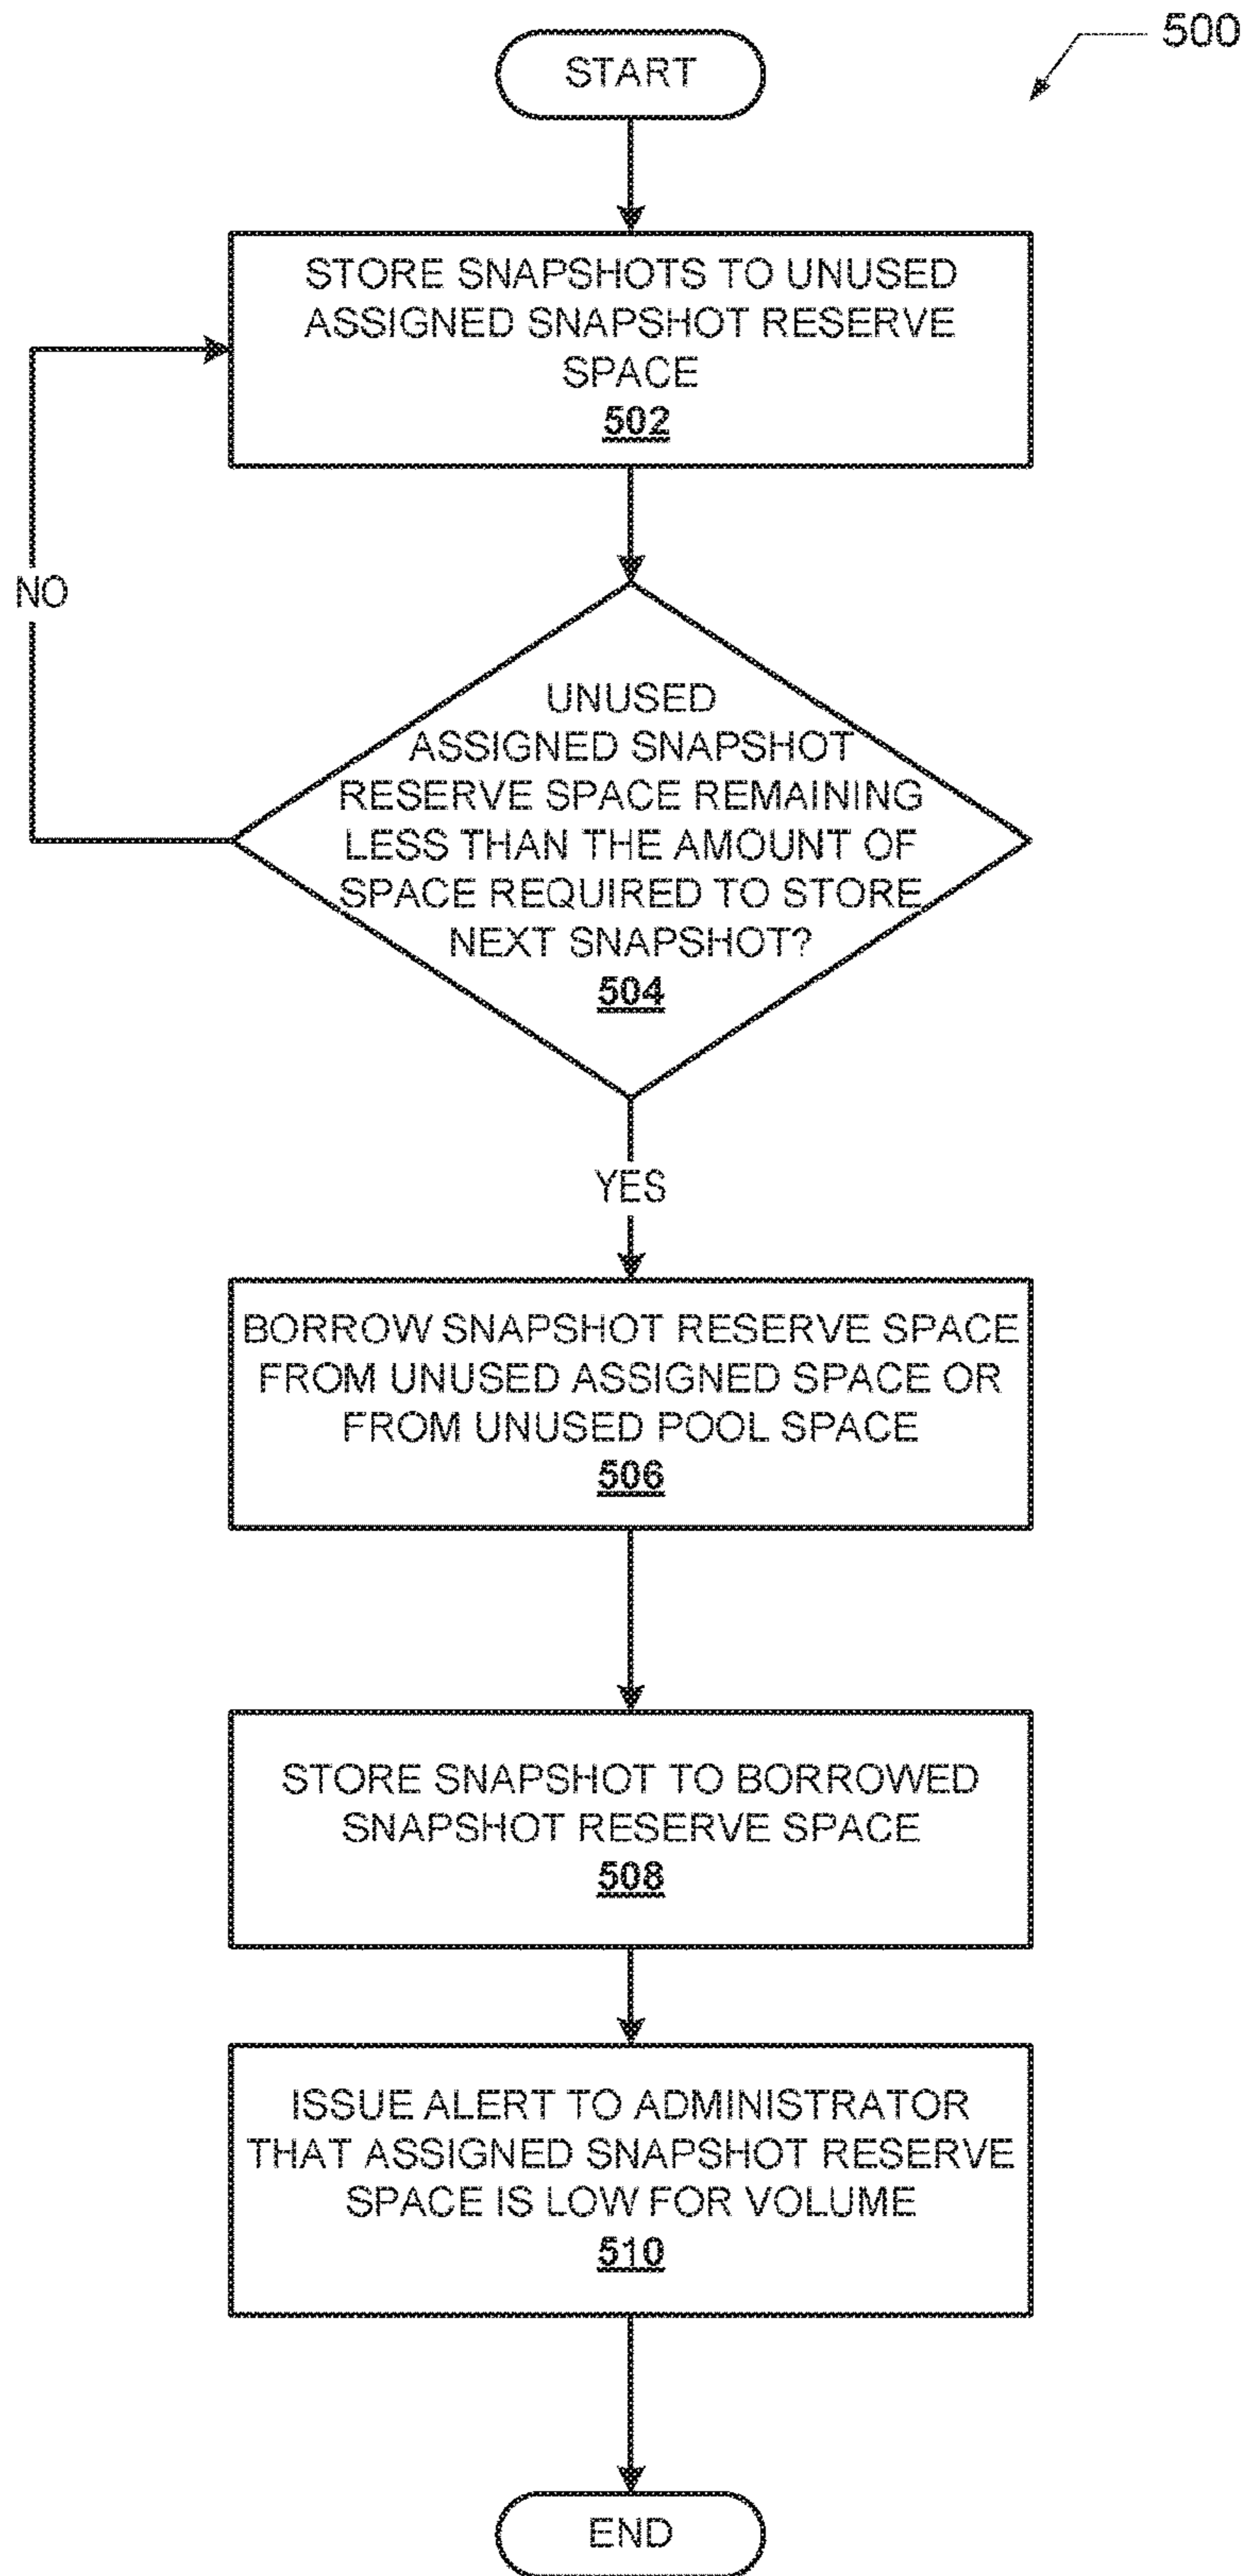 500
START
STORE SNAPSHOTS TO UNUSED
ASSIGNED SNAPSHOT RESERVE
SPACE
502
NO
UNUSED
ASSIGNED SNAPSHOT
RESERVE SPACE REMAINING
LESS THAN THE AMOUNT OF
SPACE REQUIRED TO STORE
NEXT SNAPSHOT?
504
YES
BORROW SNAPSHOT RESERVE SPACE
FROM UNUSED ASSIGNED SPACE OR
FROM UNUSED POOL SPACE
506
STORE SNAPSHOT TO BORROWED
SNAPSHOT RESERVE SPACE
508
ISSUE ALERT TO ADMINISTRATOR
THAT ASSIGNED SNAPSHOT RESERVE
SPACE IS LOW FOR VOLUME
510
END